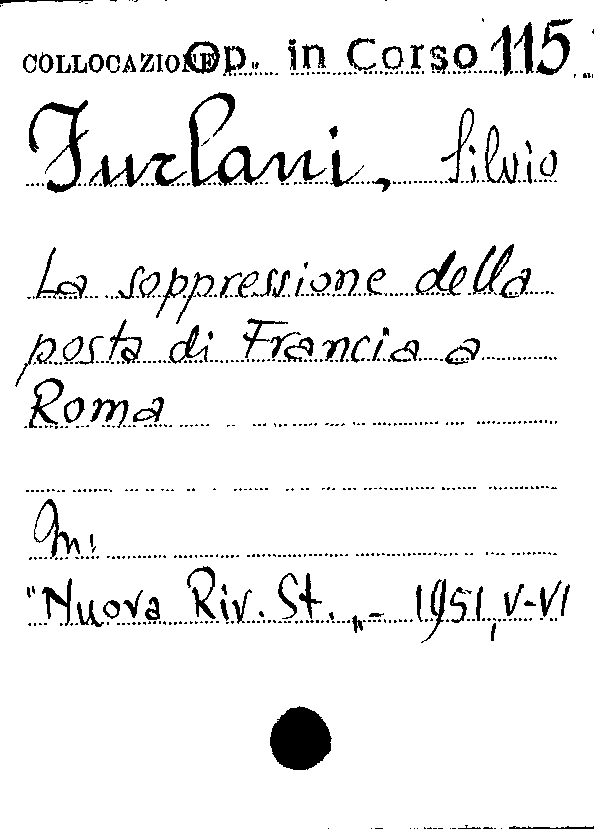 COLLOCAZIONE Op. in Corso 115
Furlani, Silvio
La soppressione della
posta di Francia a
Roma
In:
"Nuova Riv. St.„ - 1951, V-VI